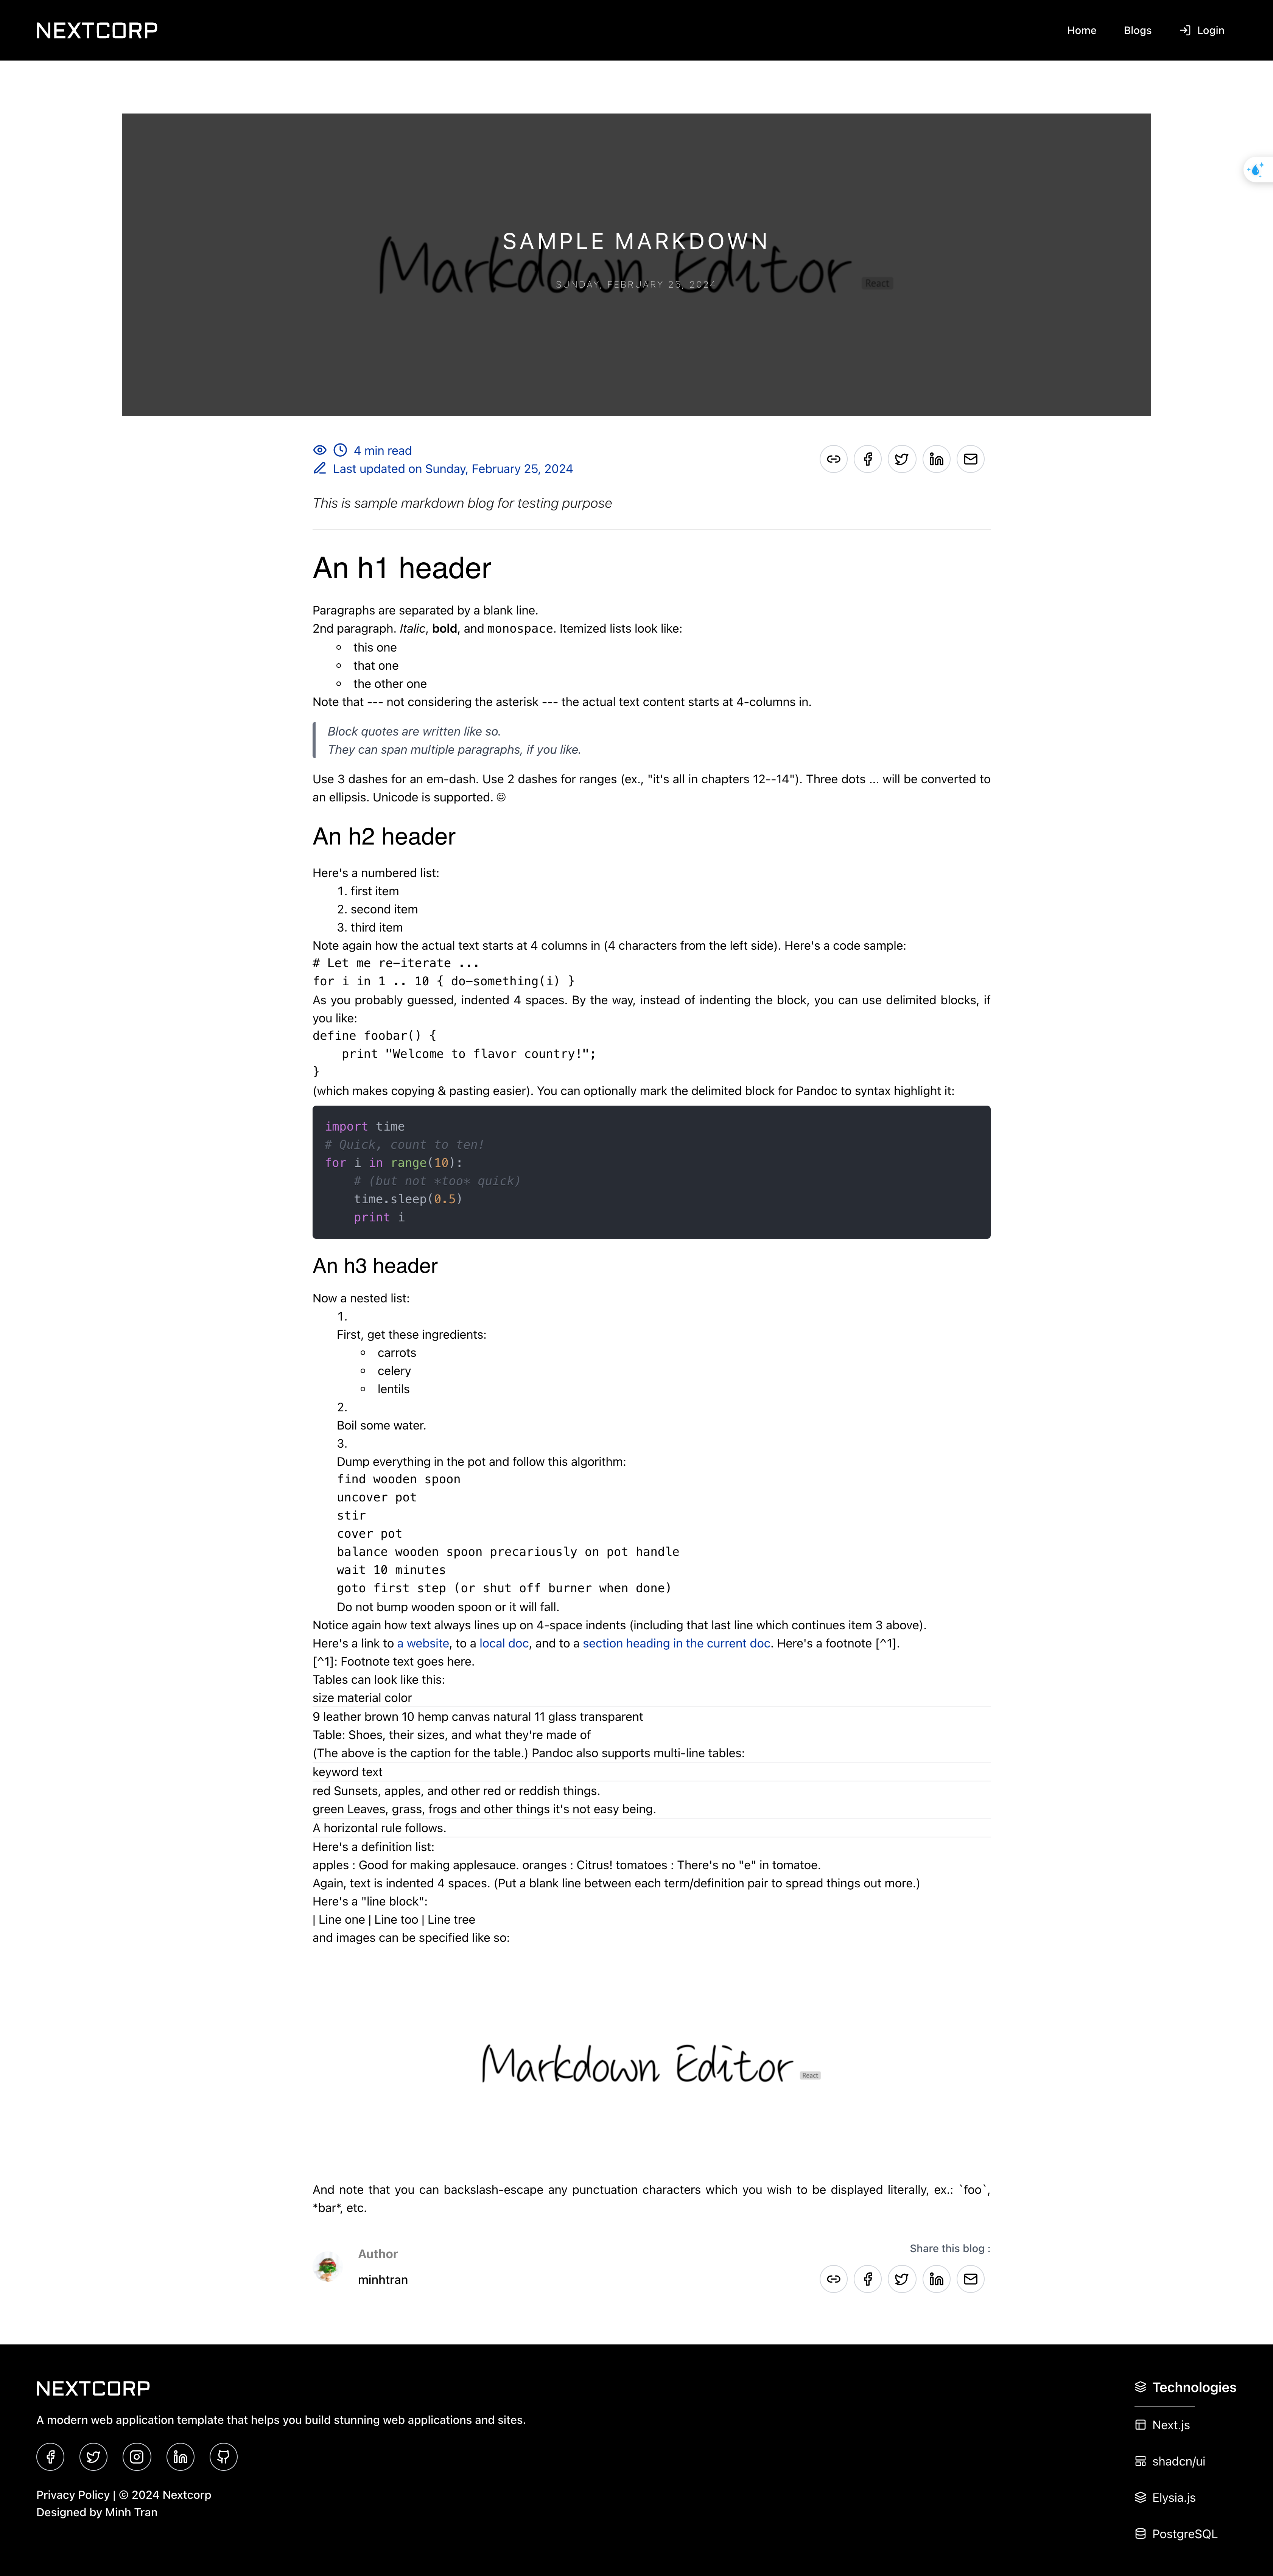 NEXTCORP
Home Blogs Login
SAMPLE MARKDOWN
Markdown Editor React
SUNDAY, FEBRUARY 25, 2024
4 min read
Last updated on Sunday, February 25, 2024
This is sample markdown blog for testing purpose
An h1 header
Paragraphs are separated by a blank line.
2nd paragraph. Italic, bold, and monospace. Itemized lists look like:
this one
that one
the other one
Note that --- not considering the asterisk --- the actual text content starts at 4-columns in.
Block quotes are written like so.
They can span multiple paragraphs, if you like.
Use 3 dashes for an em-dash. Use 2 dashes for ranges (ex., "it's all in chapters 12--14"). Three dots ... will be converted to
an ellipsis. Unicode is supported. ☺
An h2 header
Here's a numbered list:
1. first item
2. second item
3. third item
Note again how the actual text starts at 4 columns in (4 characters from the left side). Here's a code sample:
# Let me re-iterate ...
for i in 1 .. 10 { do-something(i) }
As you probably guessed, indented 4 spaces. By the way, instead of indenting the block, you can use delimited blocks, if
you like:
define foobar() {
    print "Welcome to flavor country!";
}
(which makes copying & pasting easier). You can optionally mark the delimited block for Pandoc to syntax highlight it:
import time
# Quick, count to ten!
for i in range(10):
    # (but not *too* quick)
    time.sleep(0.5)
    print i
An h3 header
Now a nested list:
1.
First, get these ingredients:
carrots
celery
lentils
2.
Boil some water.
3.
Dump everything in the pot and follow this algorithm:
find wooden spoon
uncover pot
stir
cover pot
balance wooden spoon precariously on pot handle
wait 10 minutes
goto first step (or shut off burner when done)
Do not bump wooden spoon or it will fall.
Notice again how text always lines up on 4-space indents (including that last line which continues item 3 above).
Here's a link to a website, to a local doc, and to a section heading in the current doc. Here's a footnote [^1].
[^1]: Footnote text goes here.
Tables can look like this:
size material color
9 leather brown 10 hemp canvas natural 11 glass transparent
Table: Shoes, their sizes, and what they're made of
(The above is the caption for the table.) Pandoc also supports multi-line tables:
keyword text
red Sunsets, apples, and other red or reddish things.
green Leaves, grass, frogs and other things it's not easy being.
A horizontal rule follows.
Here's a definition list:
apples : Good for making applesauce. oranges : Citrus! tomatoes : There's no "e" in tomatoe.
Again, text is indented 4 spaces. (Put a blank line between each term/definition pair to spread things out more.)
Here's a "line block":
| Line one | Line too | Line tree
and images can be specified like so:
Markdown Editor React
And note that you can backslash-escape any punctuation characters which you wish to be displayed literally, ex.: `foo`,
*bar*, etc.
Author
minhtran
Share this blog :
NEXTCORP
A modern web application template that helps you build stunning web applications and sites.
Privacy Policy | © 2024 Nextcorp
Designed by Minh Tran
Technologies
Next.js
shadcn/ui
Elysia.js
PostgreSQL